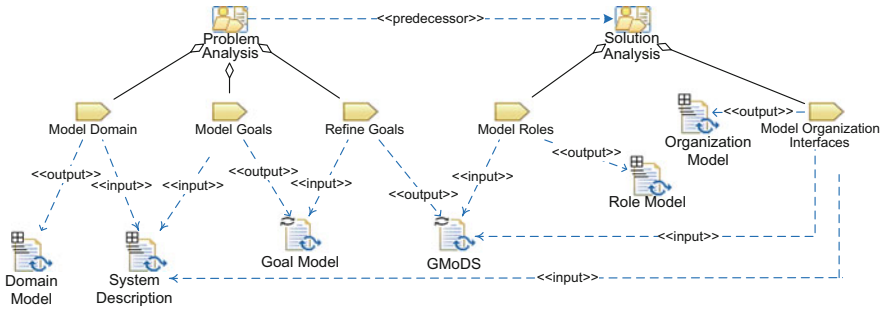 <<predecessor>>
Problem
Analysis
Solution
Analysis
Model Domain
Model Goals
Refine Goals
Model Roles
<<output>>
Organization
Model
Model Organization
Interfaces
<<output>>
<<input>>
<<input>>
<<output>>
<<input>>
<<output>>
<<input>>
<<output>>
Role Model
<<input>>
Domain
Model
System
Description
Goal Model
GMoDS
<<input>>